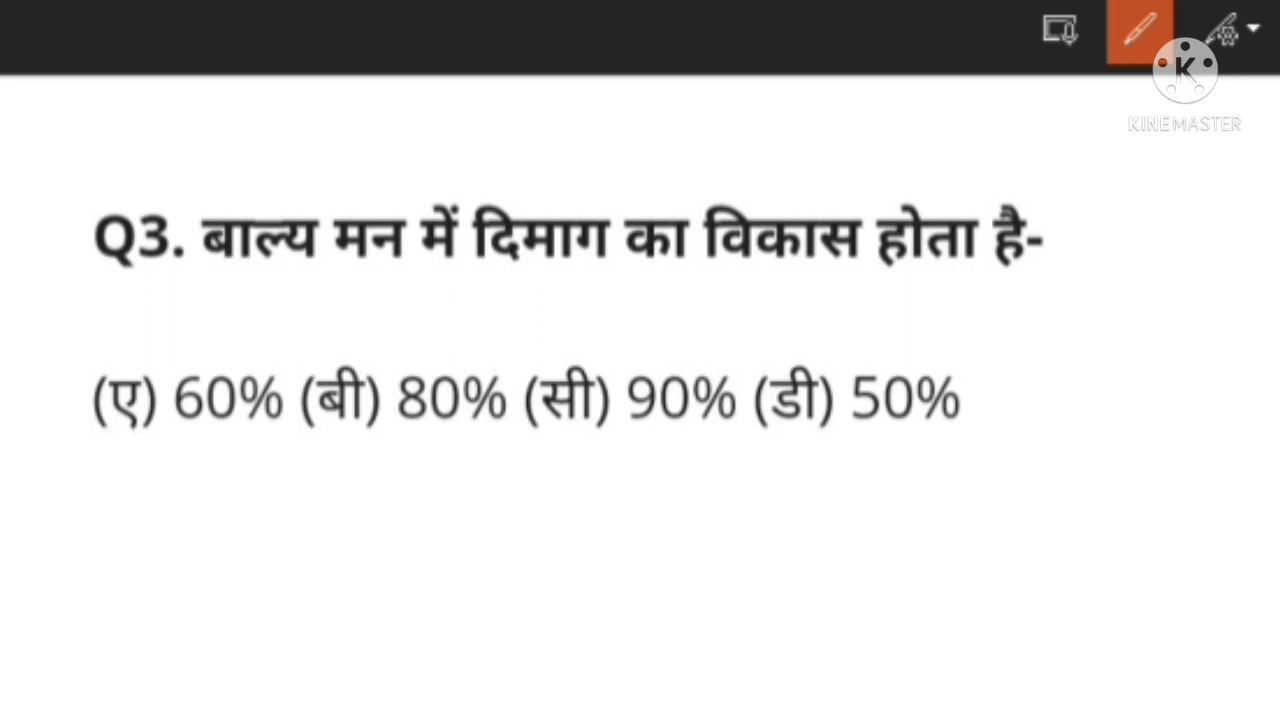 KINEMASTER
Q3. बाल्य मन में दिमाग का विकास होता है-
(ए) 60% (बी) 80% (सी) 90% (डी) 50%